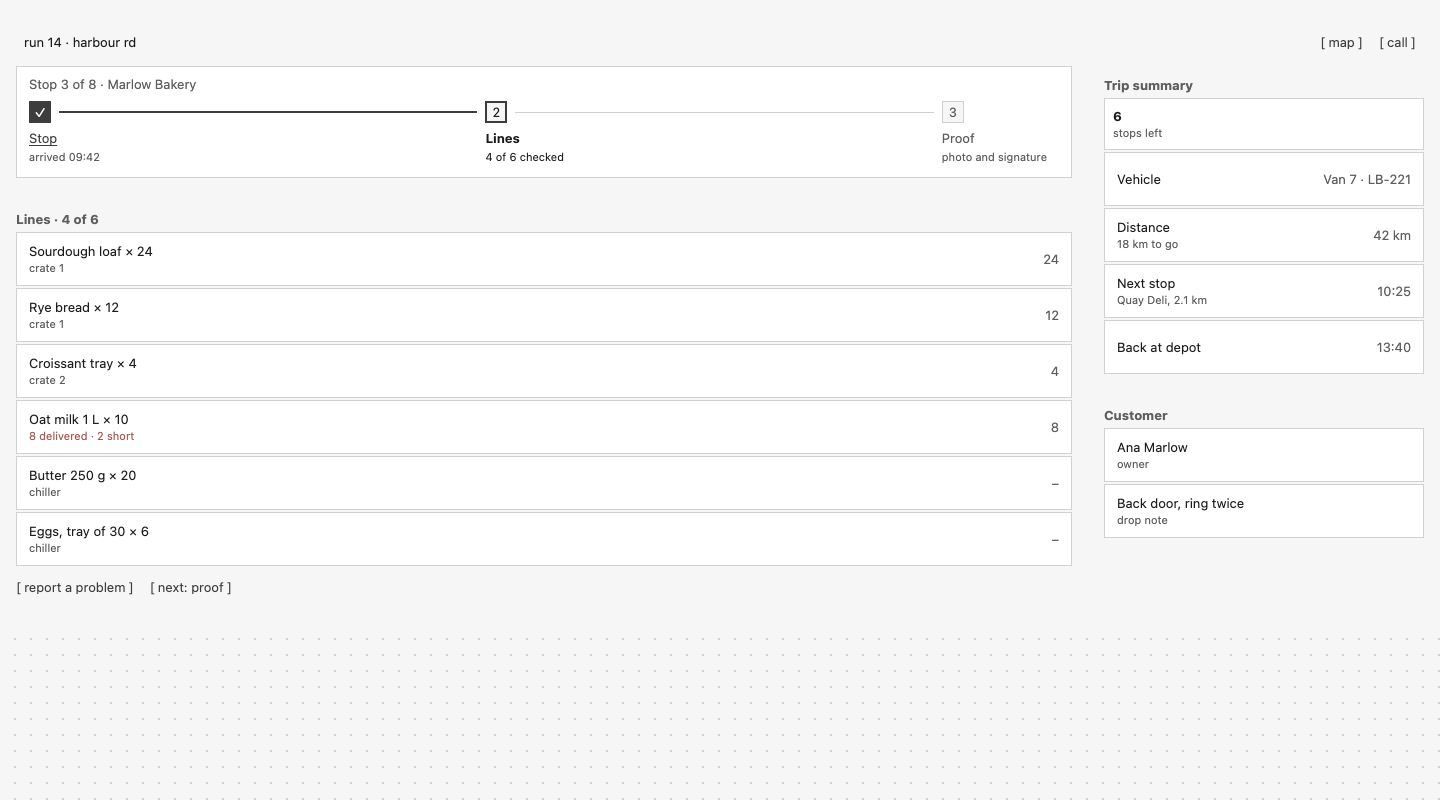 run 14 · harbour rd
[ map ] [ call ]
Stop 3 of 8 · Marlow Bakery
2
3
Stop
Lines
Proof
arrived 09:42
4 of 6 checked
photo and signature
Lines · 4 of 6
Sourdough loaf × 24
crate 1
24
Rye bread × 12
crate 1
12
Croissant tray × 4
crate 2
4
Oat milk 1 L × 10
8 delivered · 2 short
8
Butter 250 g × 20
chiller
–
Eggs, tray of 30 × 6
chiller
–
[ report a problem ] [ next: proof ]
Trip summary
6
stops left
Vehicle
Van 7 · LB-221
Distance
18 km to go
42 km
Next stop
Quay Deli, 2.1 km
10:25
Back at depot
13:40
Customer
Ana Marlow
owner
Back door, ring twice
drop note